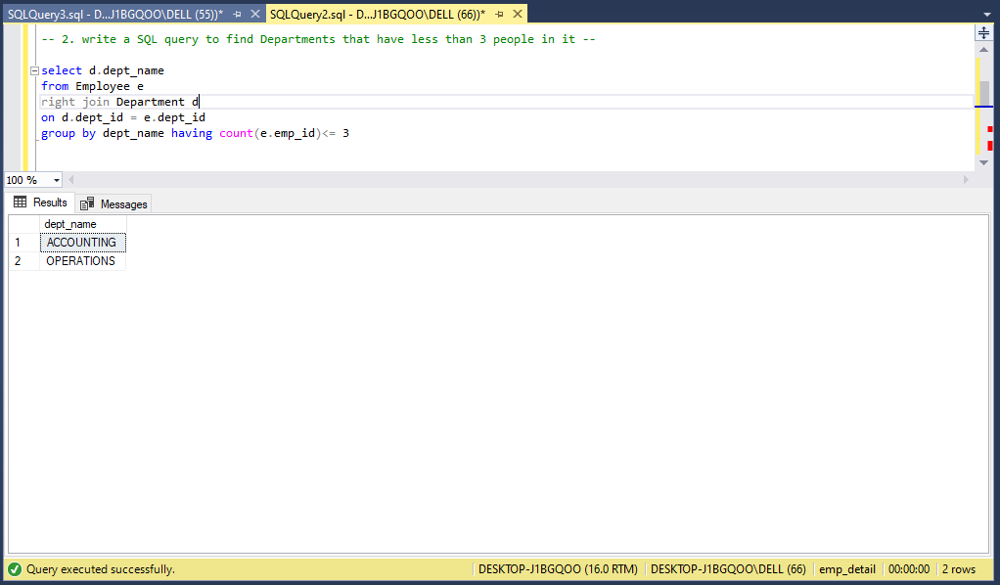 SQLQuery3.sql - D...J1BGQOO\DELL (55))*
SQLQuery2.sql - D...J1BGQOO\DELL (66))*
-- 2. write a SQL query to find Departments that have less than 3 people in it --
select d.dept_name
from Employee e
right join Department d
on d.dept_id = e.dept_id
group by dept_name having count(e.emp_id)<= 3
100 %
Results
Messages
dept_name
1 ACCOUNTING
2 OPERATIONS
Query executed successfully.
DESKTOP-J1BGQOO (16.0 RTM)
DESKTOP-J1BGQOO\DELL (66)
emp_detail
00:00:00
2 rows